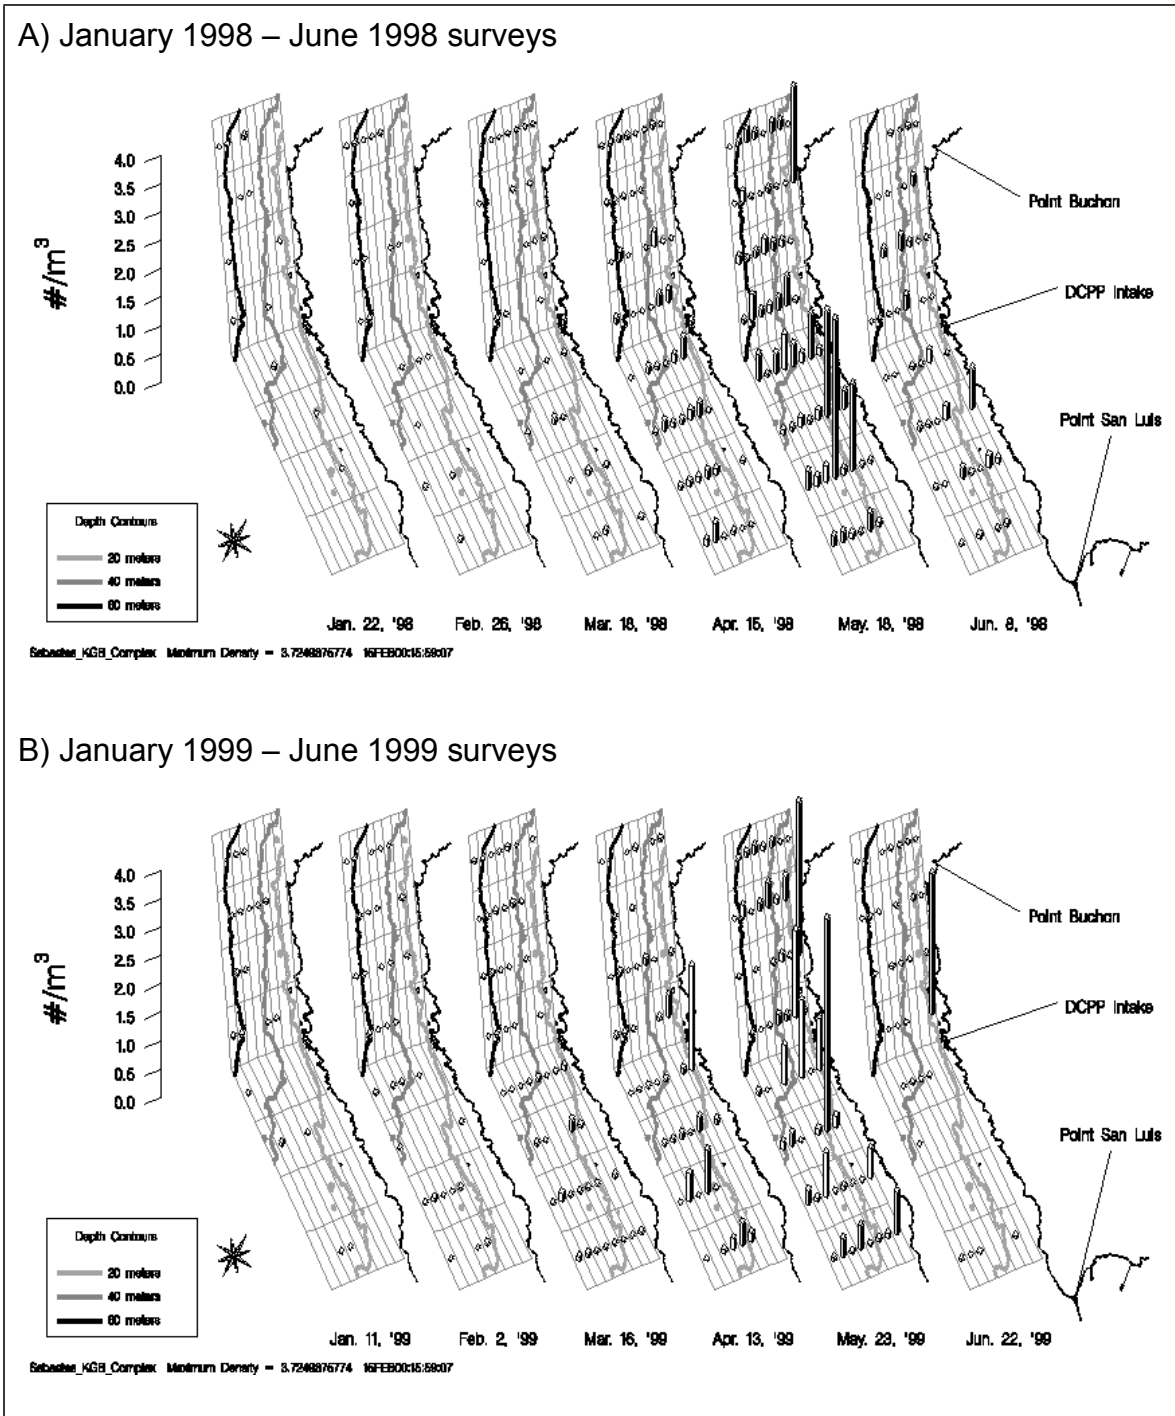 A) January 1998 – June 1998 surveys
4.0
3.5
3.0
2.5
2.0
1.5
1.0
0.5
0.0
#/m³
Point Buchon
DCPP Intake
Point San Luis
Depth Contours
20 meters
40 meters
60 meters
Jan. 22, '98 Feb. 26, '98 Mar. 18, '98 Apr. 15, '98 May. 18, '98 Jun. 8, '98
Sebastes_KGB_Complex Maximum Density = 3.7249876774 15FEB00:15:59:07
B) January 1999 – June 1999 surveys
4.0
3.5
3.0
2.5
2.0
1.5
1.0
0.5
0.0
#/m³
Point Buchon
DCPP Intake
Point San Luis
Depth Contours
20 meters
40 meters
60 meters
Jan. 11, '99 Feb. 2, '99 Mar. 16, '99 Apr. 13, '99 May. 23, '99 Jun. 22, '99
Sebastes_KGB_Complex Maximum Density = 3.7249876774 15FEB00:15:59:07